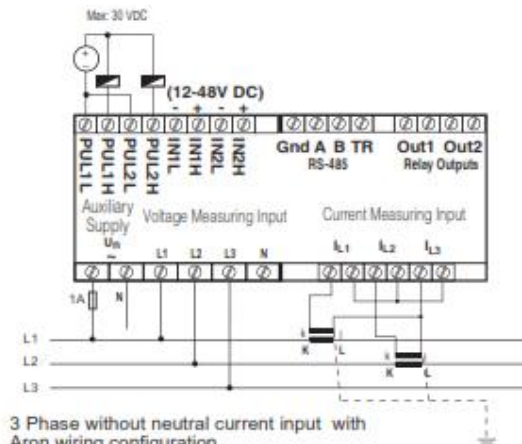 Max: 30 VDC
+
-
(12-48V DC)
- + - +
PUL1L PUL1H PUL2L PUL2H IN1L IN1H IN2L IN2H
Gnd A B TR
RS-485
Out1 Out2
Relay Outputs
Auxiliary
Supply
Voltage Measuring Input
Current Measuring Input
Un
~
L1 L2 L3 N
IL1 IL2 IL3
1A
N
L1
k l
K L
L2
k l
K L
L3
3 Phase without neutral current input with
Aron wiring configuration